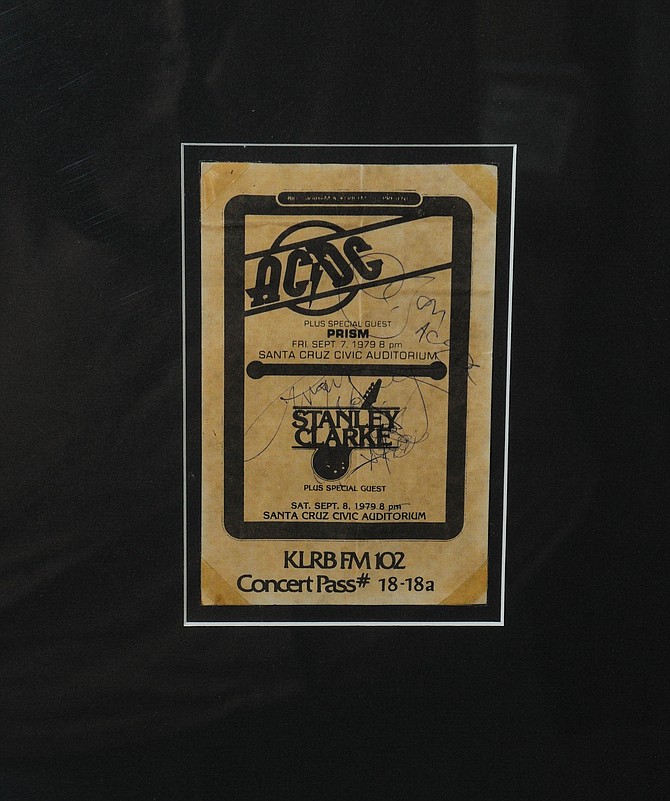 AC/DC
PLUS SPECIAL GUEST
PRISM
FRI. SEPT. 7, 1979 8 pm
SANTA CRUZ CIVIC AUDITORIUM
STANLEY
CLARKE
PLUS SPECIAL GUEST
SAT. SEPT. 8, 1979 8 pm
SANTA CRUZ CIVIC AUDITORIUM
KLRB FM 102
Concert Pass# 18-18a